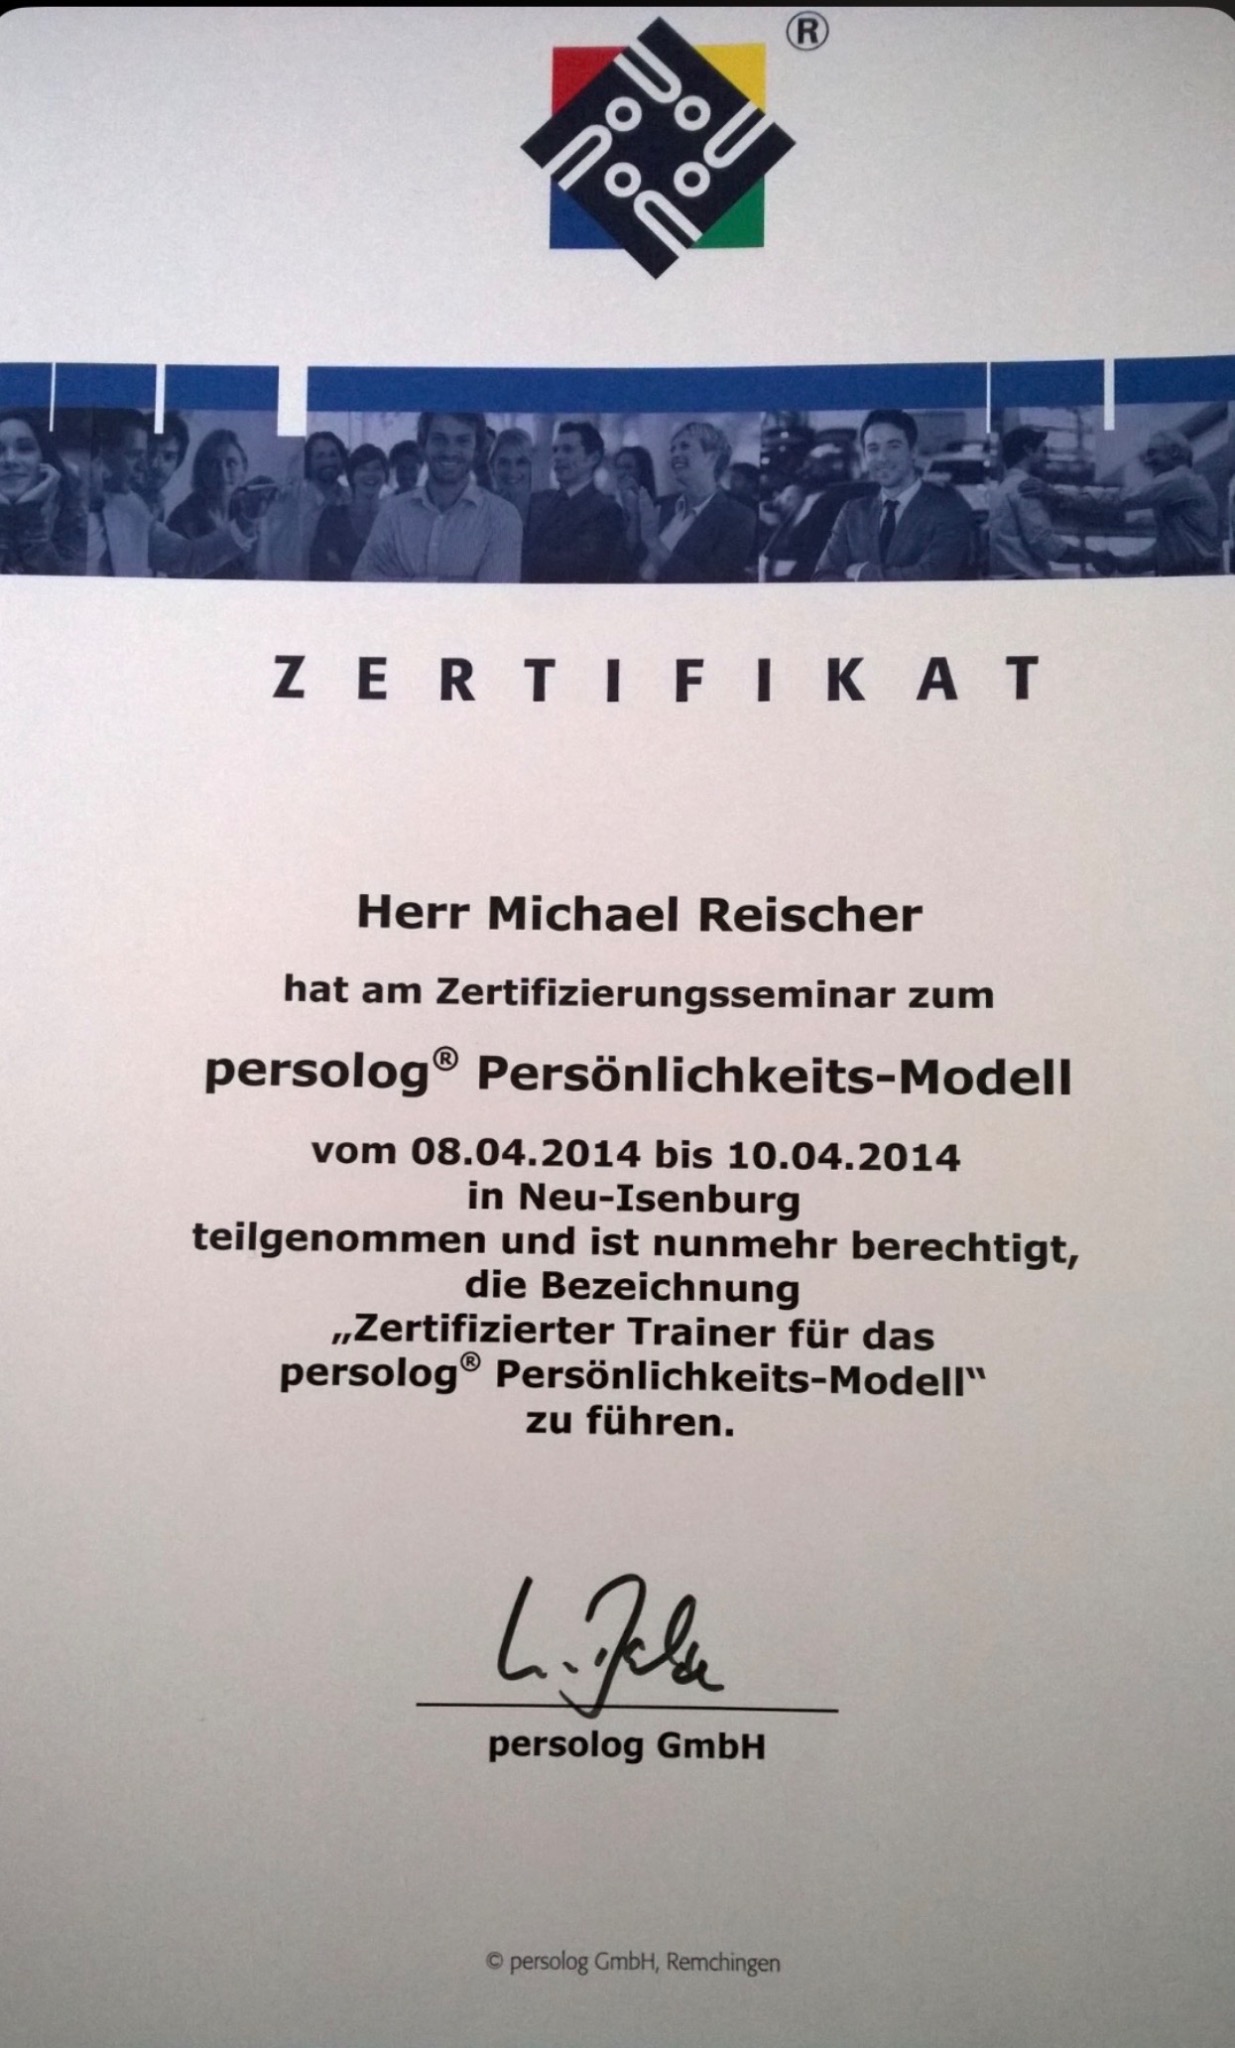 ®
ZERTIFIKAT
Herr Michael Reischer
hat am Zertifizierungsseminar zum
persolog® Persönlichkeits-Modell
vom 08.04.2014 bis 10.04.2014
in Neu-Isenburg
teilgenommen und ist nunmehr berechtigt,
die Bezeichnung
„Zertifizierter Trainer für das
persolog® Persönlichkeits-Modell“
zu führen.
persolog GmbH
© persolog GmbH, Remchingen